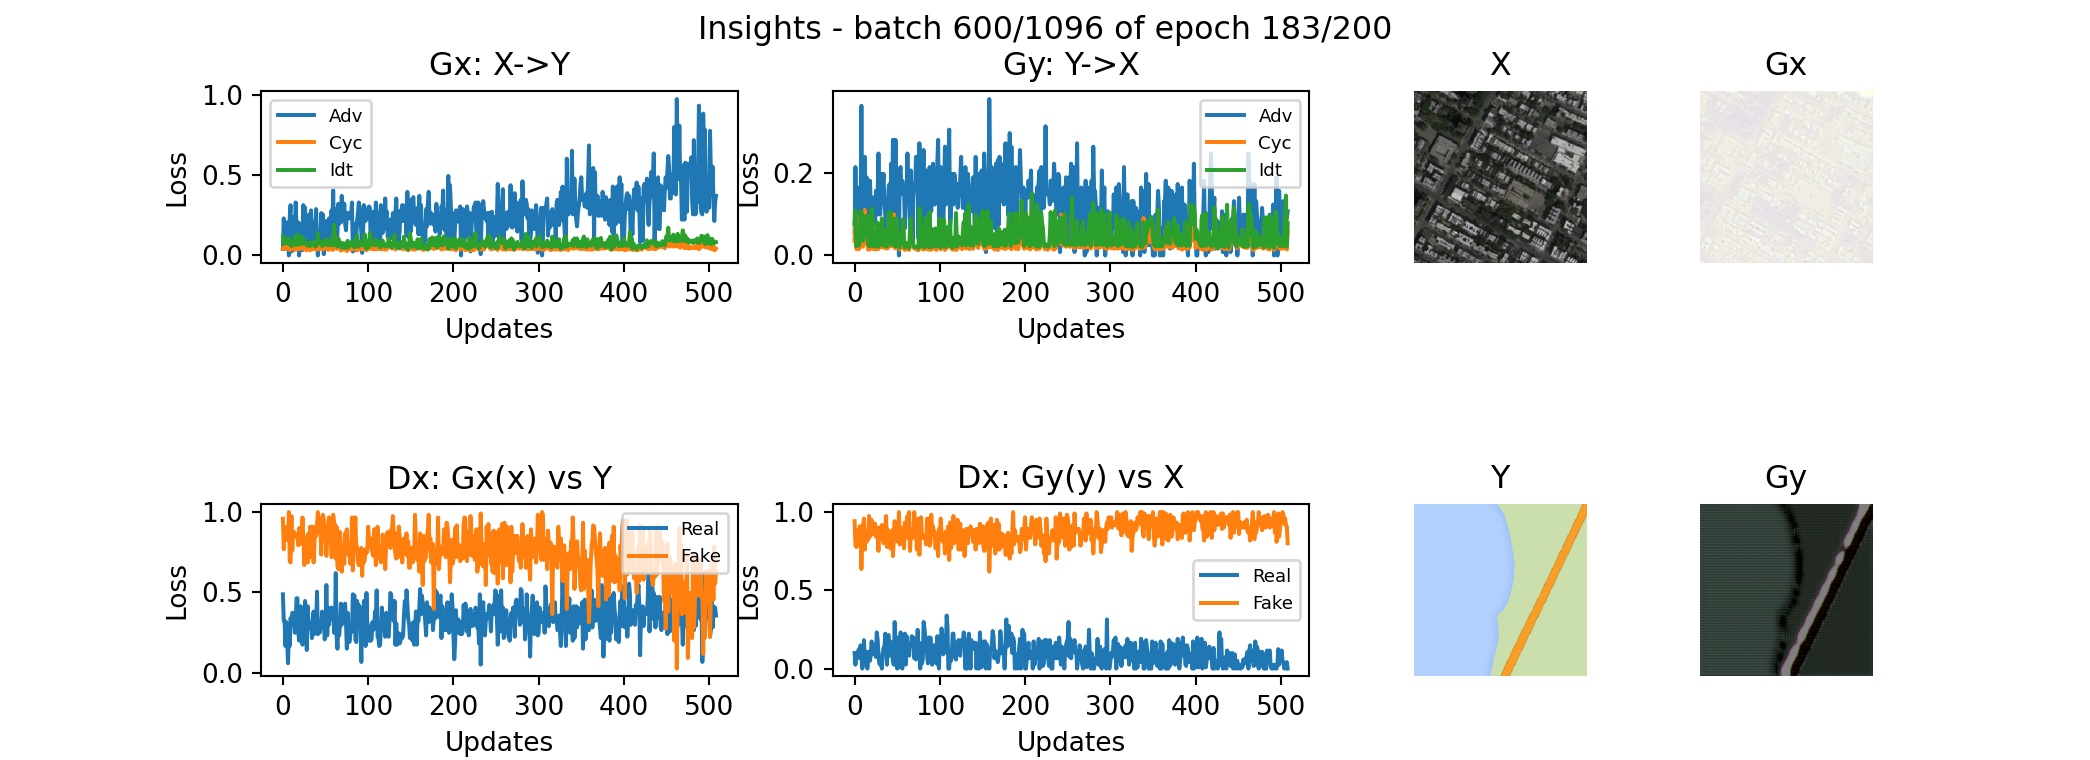 Insights - batch 600/1096 of epoch 183/200
Gx: X->Y
1.0
0.5
0.0
Loss
Adv
Cyc
Idt
0 100 200 300 400 500
Updates
Gy: Y->X
0.2
0.0
Loss
Adv
Cyc
Idt
0 100 200 300 400 500
Updates
X
Gx
Dx: Gx(x) vs Y
1.0
0.5
0.0
Loss
Real
Fake
0 100 200 300 400 500
Updates
Dx: Gy(y) vs X
1.0
0.5
0.0
Loss
Real
Fake
0 100 200 300 400 500
Updates
Y
Gy